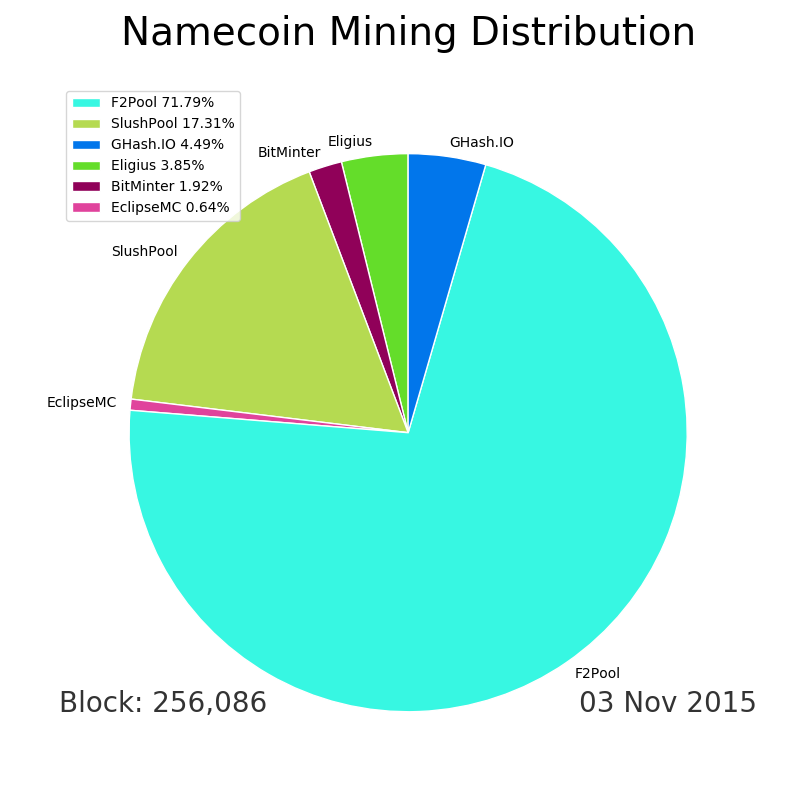 Namecoin Mining Distribution
F2Pool 71.79%
SlushPool 17.31%
GHash.IO 4.49%
Eligius 3.85%
BitMinter 1.92%
EclipseMC 0.64%
Eligius
GHash.IO
BitMinter
SlushPool
EclipseMC
F2Pool
Block: 256,086
03 Nov 2015